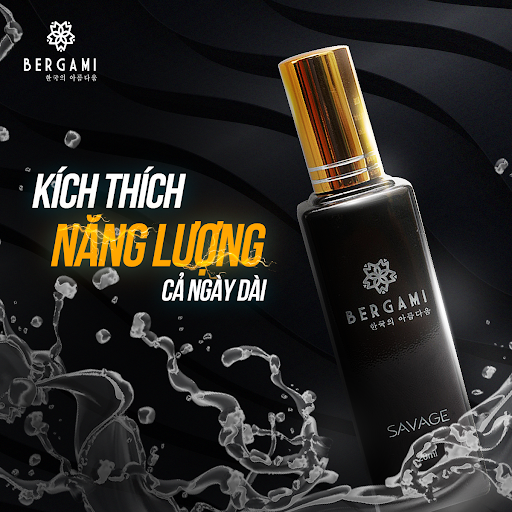 BERGAMI
한국의 아름다움
KÍCH THÍCH
NĂNG LƯỢNG
CẢ NGÀY DÀI
BERGAMI
한국의 아름다움
SAVAGE
20ml